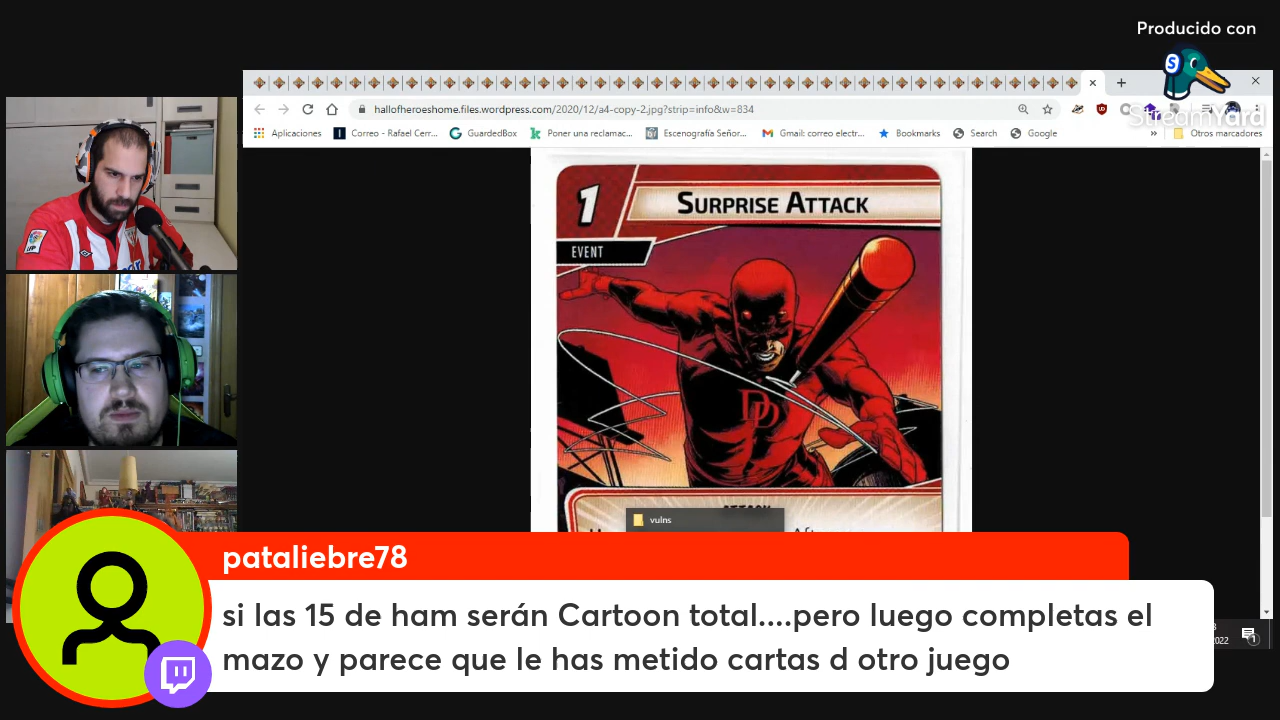 Producido con
StreamYard
hallofheroeshome.files.wordpress.com/2020/12/a4-copy-2.jpg?strip=info&w=834
Aplicaciones
Correo - Rafael Cerr...
GuardedBox
Poner una reclamac...
Escenografía Señor...
Gmail: correo electr...
Bookmarks
Search
Google
»
Otros marcadores
1
SURPRISE ATTACK
EVENT
DD
vulns
pataliebre78
si las 15 de ham serán Cartoon total....pero luego completas el
mazo y parece que le has metido cartas d otro juego